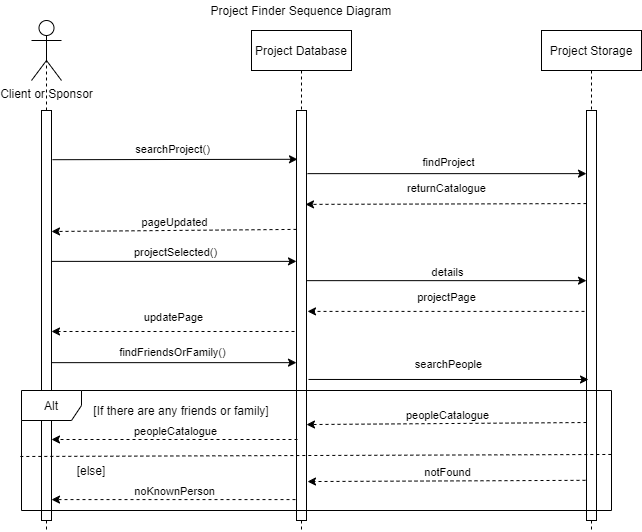 Project Finder Sequence Diagram
Project Database
Project Storage
Client or Sponsor
searchProject()
findProject
returnCatalogue
pageUpdated
projectSelected()
details
projectPage
updatePage
findFriendsOrFamily()
searchPeople
Alt
[If there are any friends or family]
peopleCatalogue
peopleCatalogue
[else]
notFound
noKnownPerson